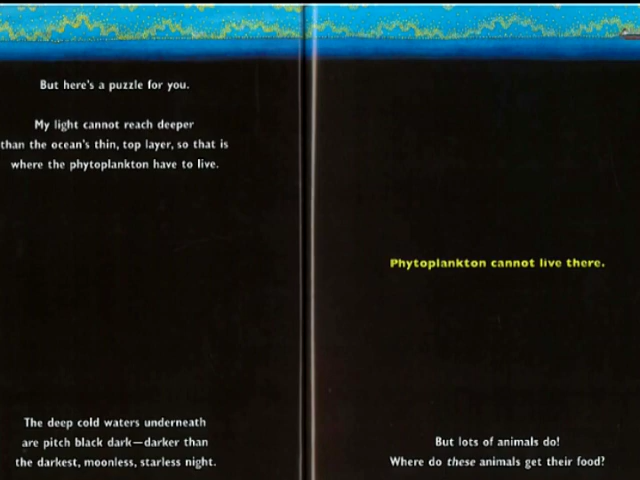 But here's a puzzle for you.
My light cannot reach deeper
than the ocean's thin, top layer, so that is
where the phytoplankton have to live.
The deep cold waters underneath
are pitch black dark—darker than
the darkest, moonless, starless night.
Phytoplankton cannot live there.
But lots of animals do!
Where do these animals get their food?